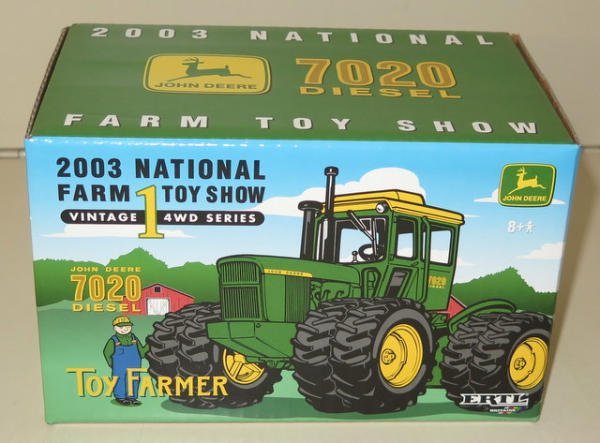 2003 NATIONAL
JOHN DEERE
7020
DIESEL
FARM TOY SHOW
2003 NATIONAL
FARM 1 TOY SHOW
VINTAGE 4WD SERIES
JOHN DEERE
8+
JOHN DEERE
7020
DIESEL
JOHN DEERE
7020
DIESEL
TOY FARMER
ERTL